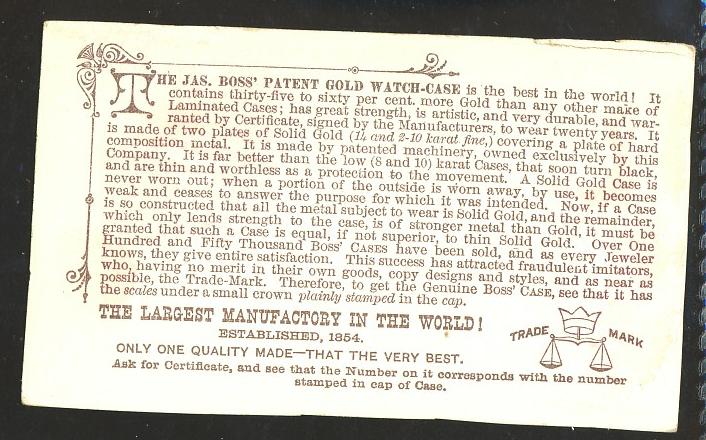 THE JAS. BOSS' PATENT GOLD WATCH-CASE is the best in the world! It
contains thirty-five to sixty per cent. more Gold than any other make of
Laminated Cases; has great strength, is artistic, and very durable, and war-
ranted by Certificate, signed by the Manufacturers, to wear twenty years. It
is made of two plates of Solid Gold (14 and 2-10 karat fine,) covering a plate of hard
composition metal. It is made by patented machinery, owned exclusively by this
Company. It is far better than the low (8 and 10) karat Cases, that soon turn black,
and are thin and worthless as a protection to the movement. A Solid Gold Case is
never worn out; when a portion of the outside is worn away, by use, it becomes
weak and ceases to answer the purpose for which it was intended. Now, if a Case
is so constructed that all the metal subject to wear is Solid Gold, and the remainder,
which only lends strength to the case, is of stronger metal than Gold, it must be
granted that such a Case is equal, if not superior, to thin Solid Gold. Over One
Hundred and Fifty Thousand BOSS' CASES have been sold, and as every Jeweler
knows, they give entire satisfaction. This success has attracted fraudulent imitators,
who, having no merit in their own goods, copy designs and styles, and as near as
possible, the Trade-Mark. Therefore, to get the Genuine BOSS' CASE, see that it has
the scales under a small crown plainly stamped in the cap.
THE LARGEST MANUFACTORY IN THE WORLD!
ESTABLISHED, 1854.
TRADE MARK
ONLY ONE QUALITY MADE—THAT THE VERY BEST.
Ask for Certificate, and see that the Number on it corresponds with the number
stamped in cap of Case.